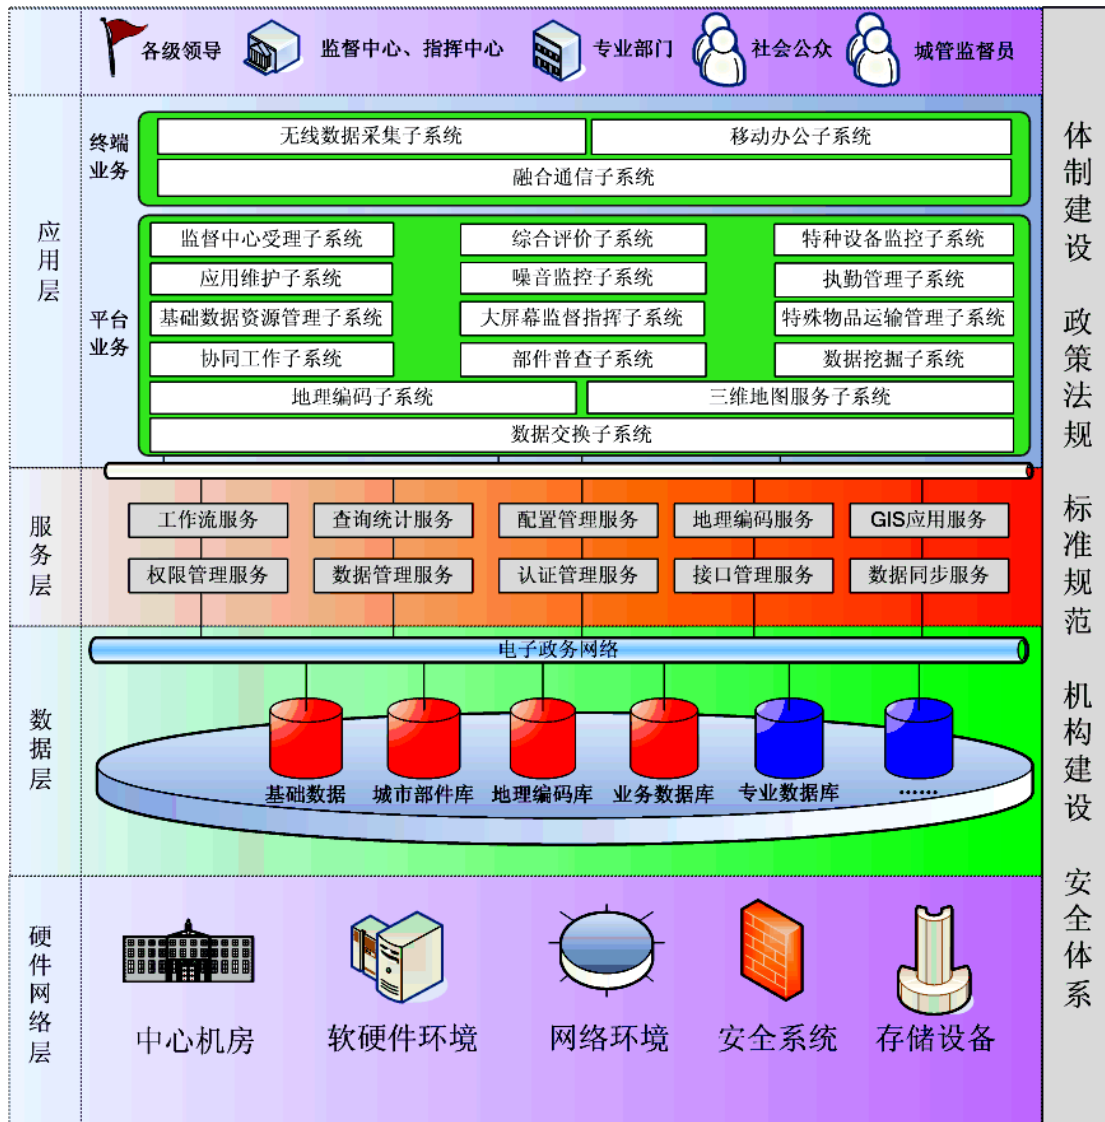 各级领导
监督中心、指挥中心
专业部门
社会公众
城管监督员
应用层
终端
业务
无线数据采集子系统
移动办公子系统
融合通信子系统
平台
业务
监督中心受理子系统
综合评价子系统
特种设备监控子系统
应用维护子系统
噪音监控子系统
执勤管理子系统
基础数据资源管理子系统
大屏幕监督指挥子系统
特殊物品运输管理子系统
协同工作子系统
部件普查子系统
数据挖掘子系统
地理编码子系统
三维地图服务子系统
数据交换子系统
服务层
工作流服务
查询统计服务
配置管理服务
地理编码服务
GIS应用服务
权限管理服务
数据管理服务
认证管理服务
接口管理服务
数据同步服务
数据层
电子政务网络
基础数据
城市部件库
地理编码库
业务数据库
专业数据库
……
硬件网络层
中心机房
软硬件环境
网络环境
安全系统
存储设备
体制建设
政策法规
标准规范
机构建设
安全体系